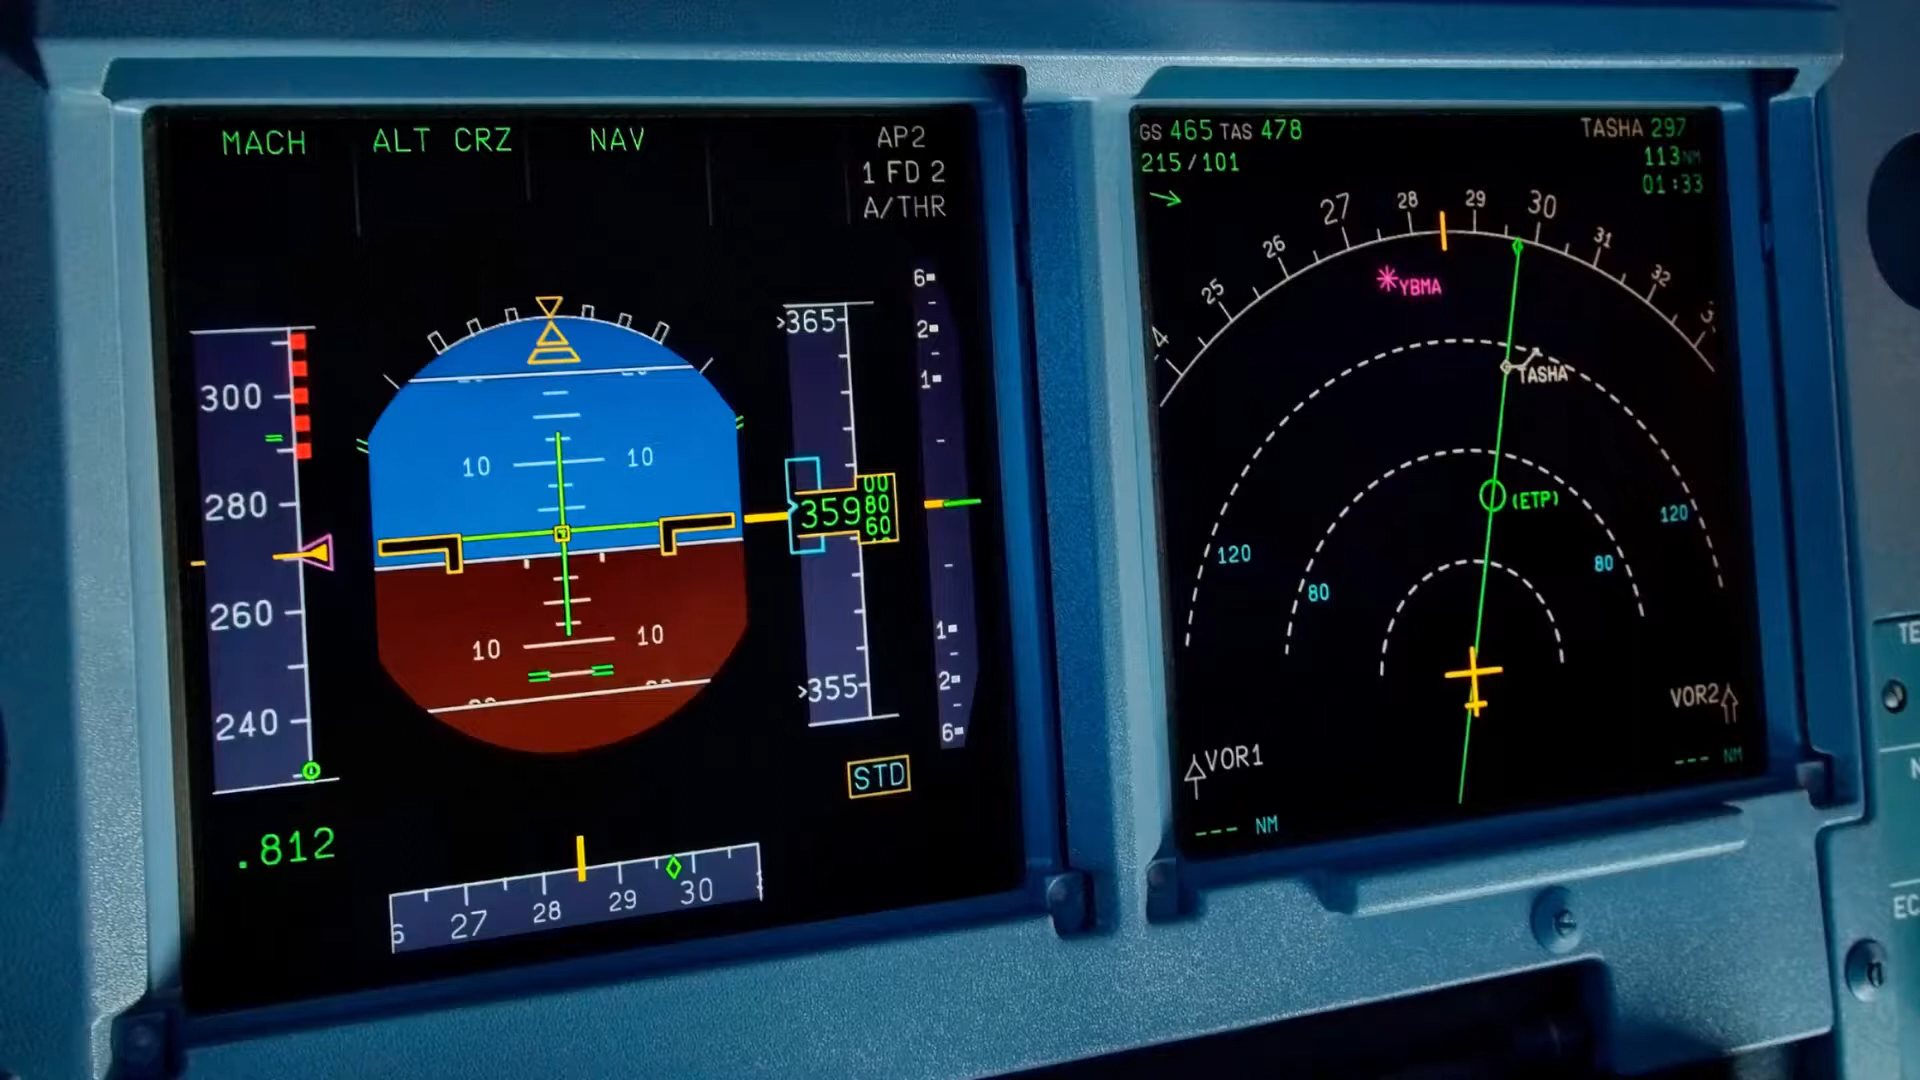 MACH ALT CRZ NAV AP2
1 FD 2
A/THR
300
280
260
240
.812
10 10
10 10
365
359
00
80
60
355
6
2
1
1
2
6
STD
27 28 29 30
GS 465 TAS 478
215/101
TASHA 297
113 NM
01:33
25 26 27 28 29 30 31 32
YBMA
TASHA
(ETP)
120 120
80 80
VOR1
--- NM
VOR2
--- NM
TE
N
EC